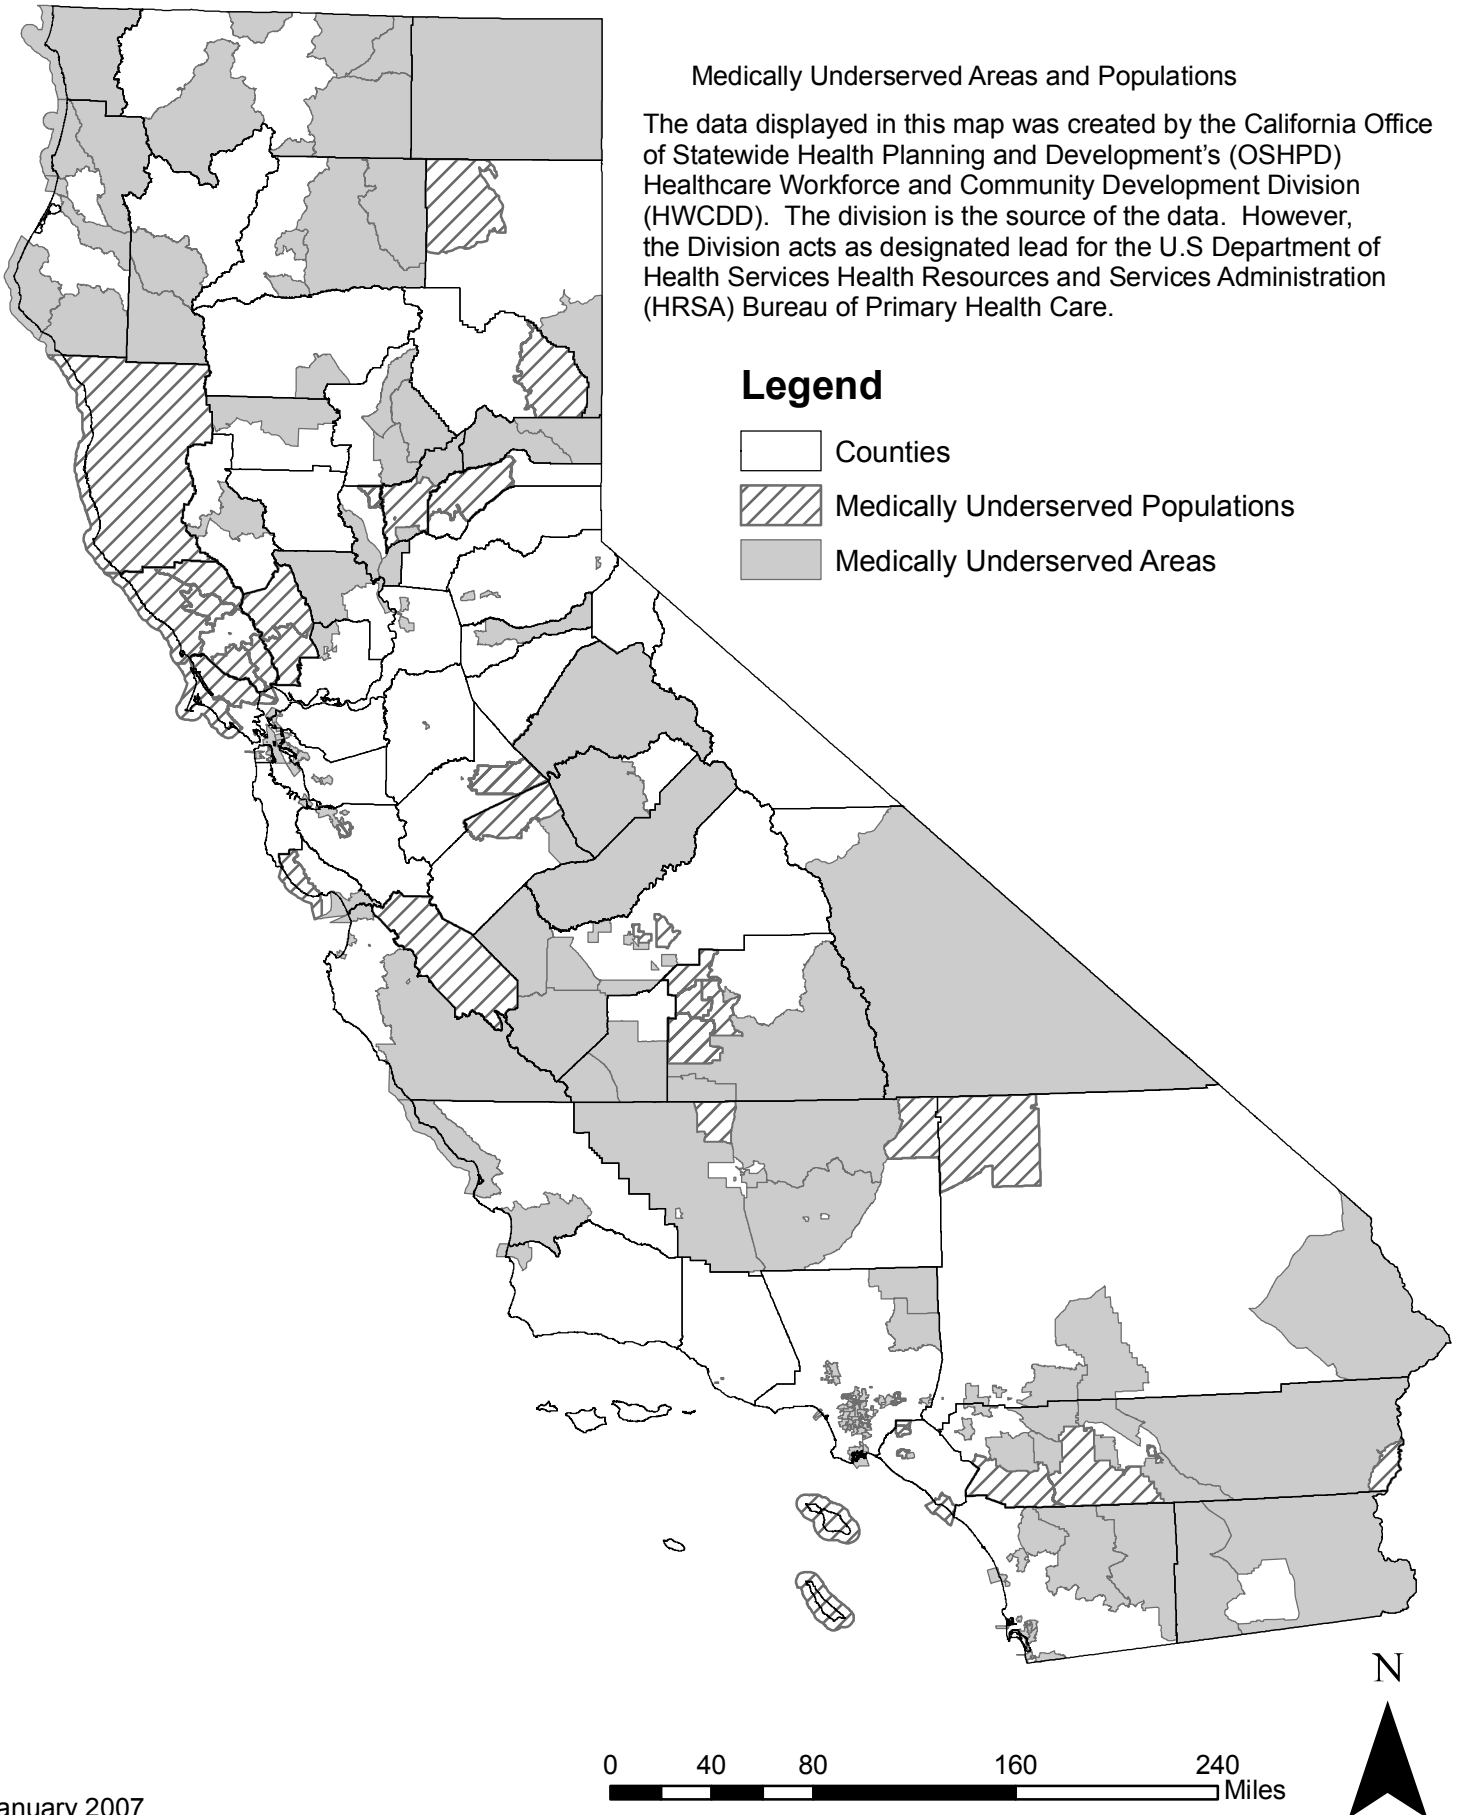 Medically Underserved Areas and Populations
The data displayed in this map was created by the California Office
of Statewide Health Planning and Development's (OSHPD)
Healthcare Workforce and Community Development Division
(HWCDD). The division is the source of the data. However,
the Division acts as designated lead for the U.S Department of
Health Services Health Resources and Services Administration
(HRSA) Bureau of Primary Health Care.
Legend
Counties
Medically Underserved Populations
Medically Underserved Areas
N
0 40 80 160 240
Miles
anuary 2007